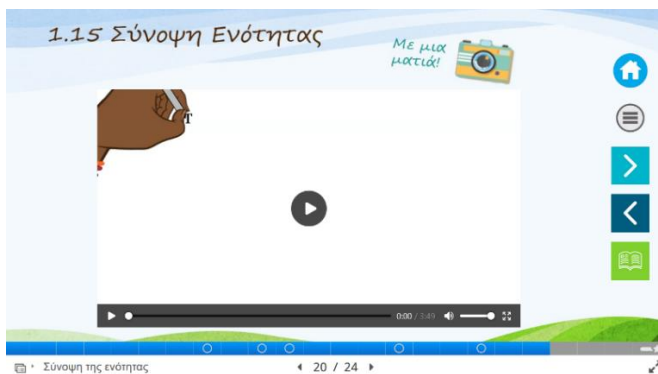 1.15 Σύνοψη Ενότητας
Με μια
ματιά!
T
0:00 / 3:49
Σύνοψη της ενότητας
20 / 24